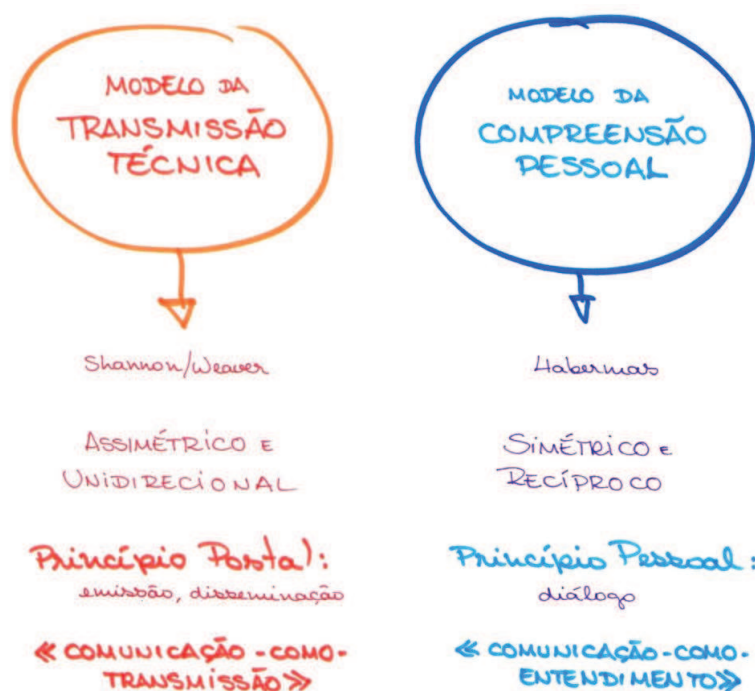 MODELO DA
TRANSMISSÃO
TÉCNICA
Shannon/Weaver
ASSIMÉTRICO E
UNIDIRECIONAL
Princípio Postal:
emissão, disseminação
« COMUNICAÇÃO-COMO-
TRANSMISSÃO»
MODELO DA
COMPREENSÃO
PESSOAL
Habermas
SIMÉTRICO E
RECÍPROCO
Princípio Pessoal:
diálogo
« COMUNICAÇÃO-COMO-
ENTENDIMENTO»